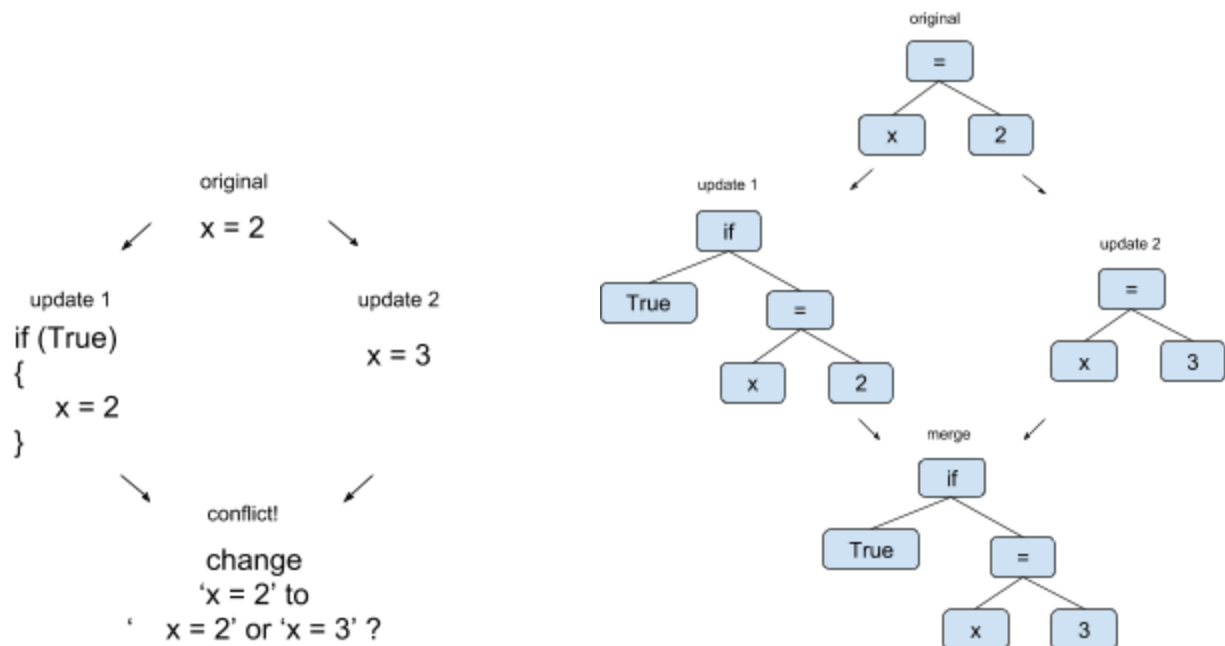 original
x = 2
update 1
update 2
if (True)
{
x = 2
}
x = 3
conflict!
change
‘x = 2’ to
‘    x = 2’ or ‘x = 3’ ?
original
=
x 2
update 1
if
True =
x 2
update 2
=
x 3
merge
if
True =
x 3